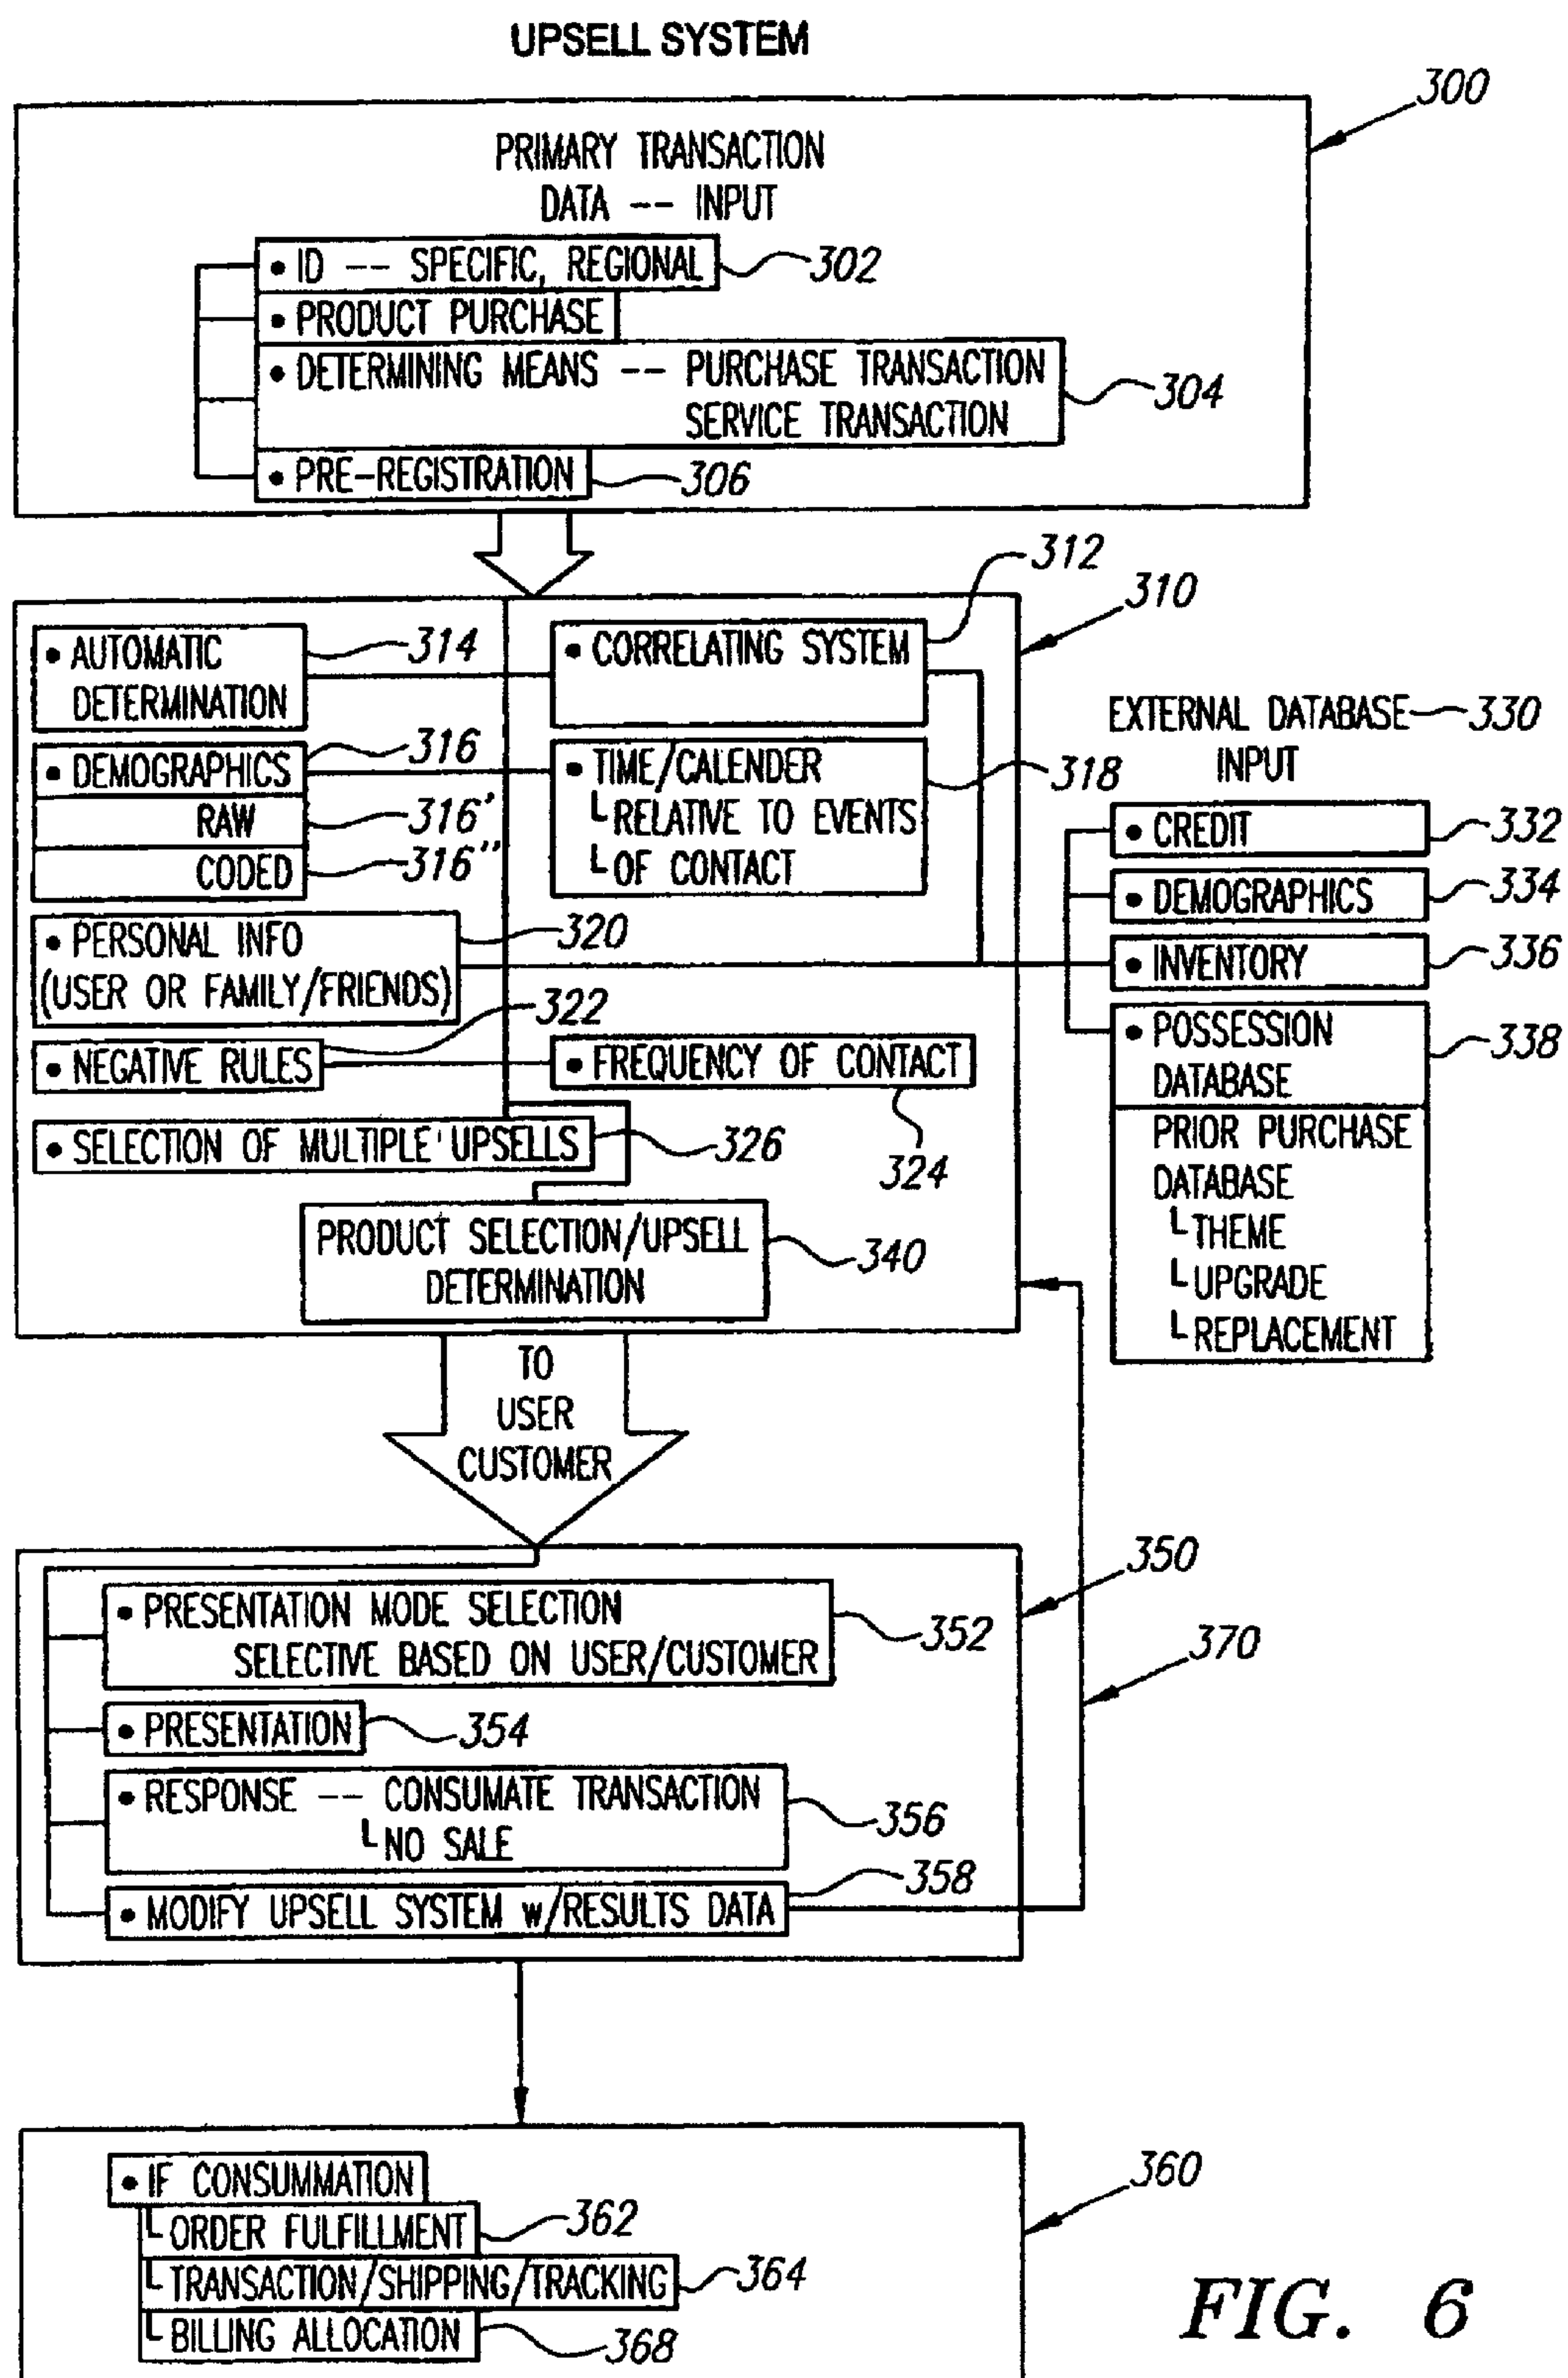 UPSELL SYSTEM
300
PRIMARY TRANSACTION
DATA -- INPUT
• ID -- SPECIFIC, REGIONAL 302
• PRODUCT PURCHASE
• DETERMINING MEANS -- PURCHASE TRANSACTION
SERVICE TRANSACTION 304
• PRE-REGISTRATION 306
312
310
• AUTOMATIC
DETERMINATION
314
• CORRELATING SYSTEM
• DEMOGRAPHICS 316
RAW 316'
CODED 316''
• TIME/CALENDER
└ RELATIVE TO EVENTS
└ OF CONTACT
318
EXTERNAL DATABASE 330
INPUT
• CREDIT 332
• DEMOGRAPHICS 334
• INVENTORY 336
• POSSESSION
DATABASE
338
PRIOR PURCHASE
DATABASE
└ THEME
└ UPGRADE
└ REPLACEMENT
• PERSONAL INFO
(USER OR FAMILY/FRIENDS)
320
322
• NEGATIVE RULES
• FREQUENCY OF CONTACT
324
• SELECTION OF MULTIPLE UPSELLS 326
PRODUCT SELECTION/UPSELL
DETERMINATION
340
TO
USER
CUSTOMER
350
• PRESENTATION MODE SELECTION
SELECTIVE BASED ON USER/CUSTOMER
352
370
• PRESENTATION 354
• RESPONSE -- CONSUMATE TRANSACTION
└ NO SALE
356
358
• MODIFY UPSELL SYSTEM w/RESULTS DATA
360
• IF CONSUMMATION
└ ORDER FULFILLMENT 362
└ TRANSACTION/SHIPPING/TRACKING 364
└ BILLING ALLOCATION 368
FIG. 6